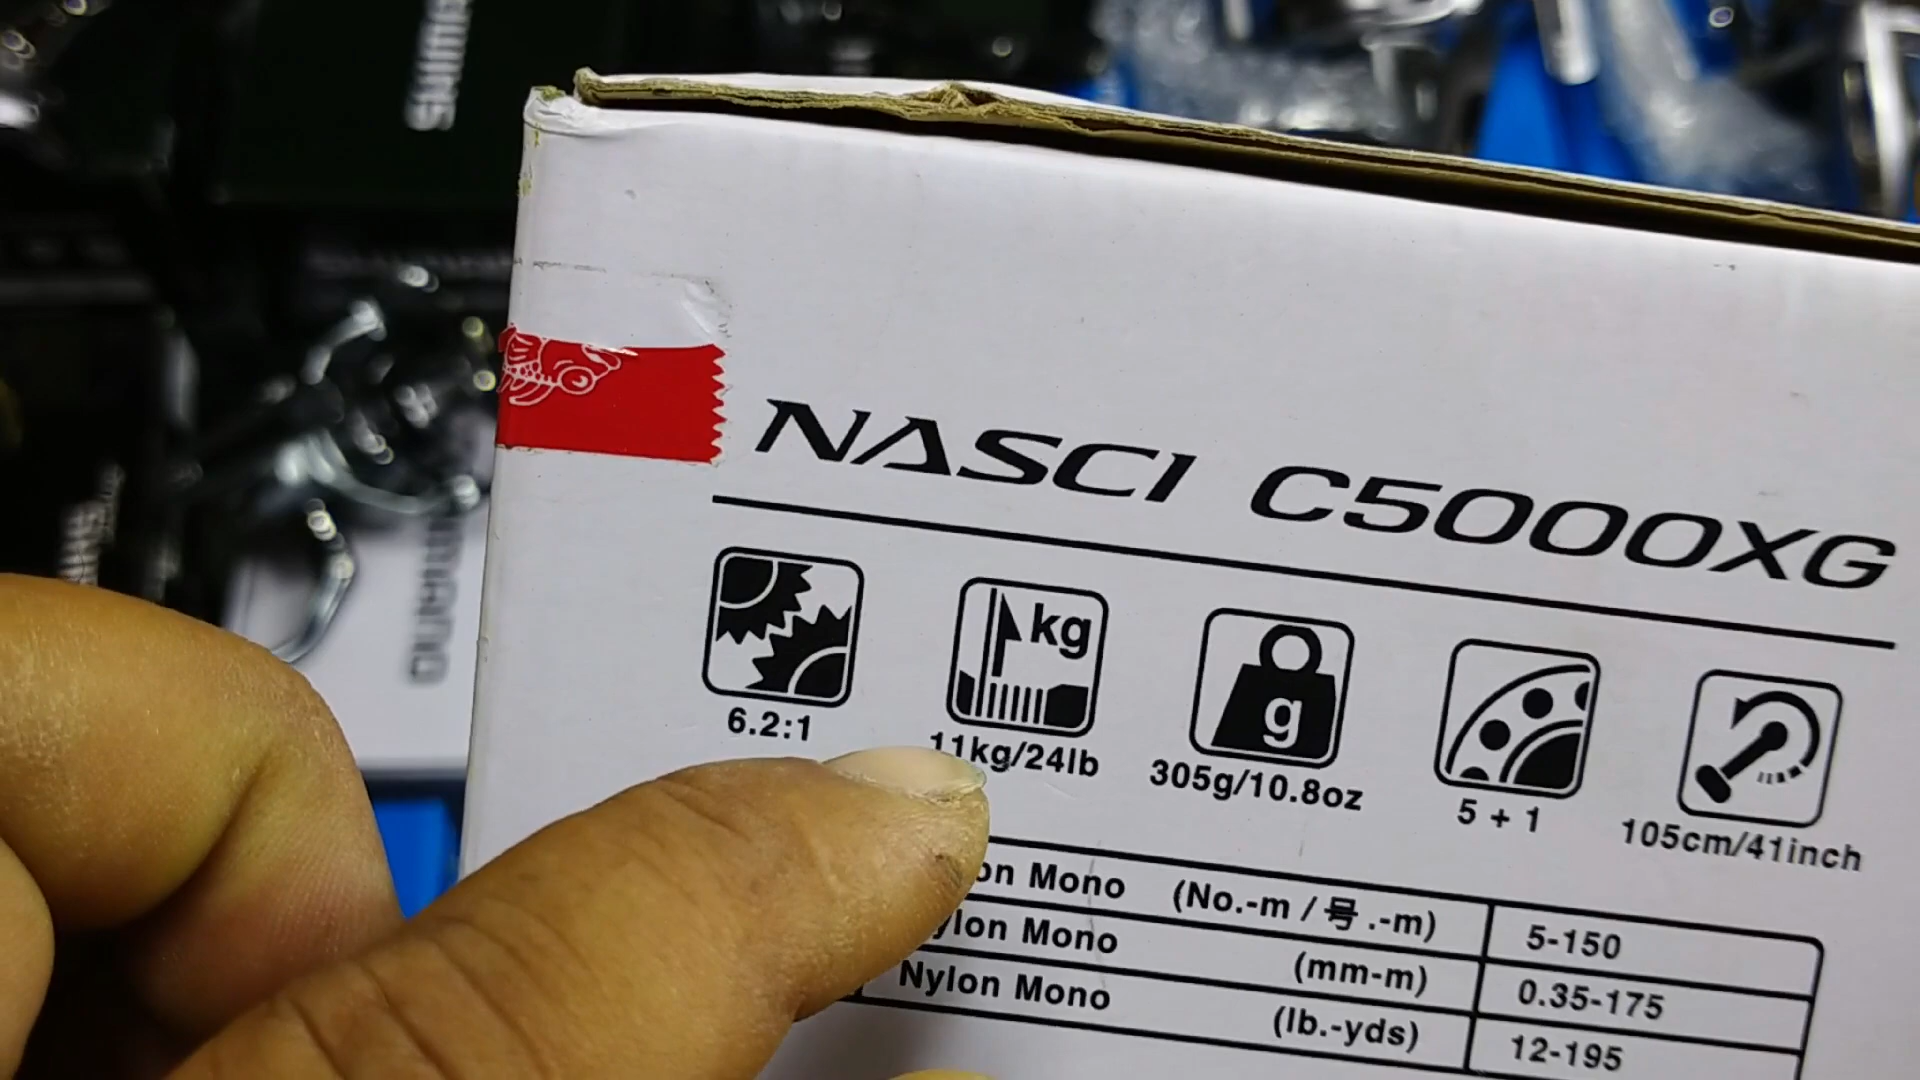 SHIMA
NASCI C5000XG
kg
g
6.2:1
11kg/24lb
305g/10.8oz
5 + 1
105cm/41inch
on Mono (No.-m / 号.-m) 5-150
ylon Mono (mm-m) 0.35-175
Nylon Mono (lb.-yds) 12-195